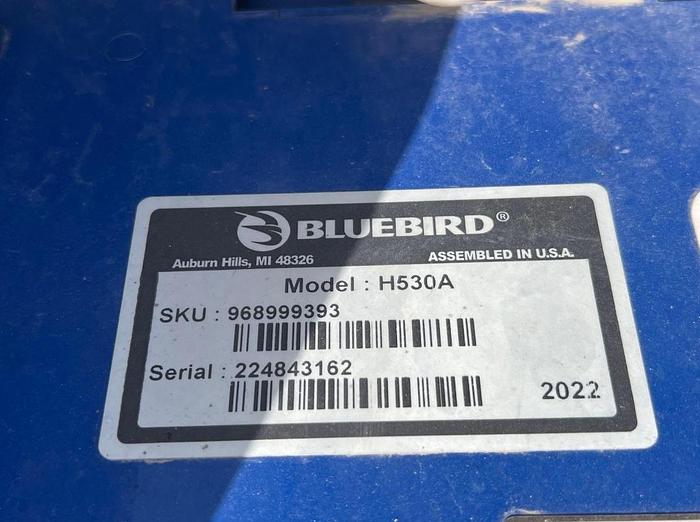 BLUEBIRD®
Auburn Hills, MI 48326 ASSEMBLED IN U.S.A.
Model : H530A
SKU : 968999393
Serial : 224843162
2022